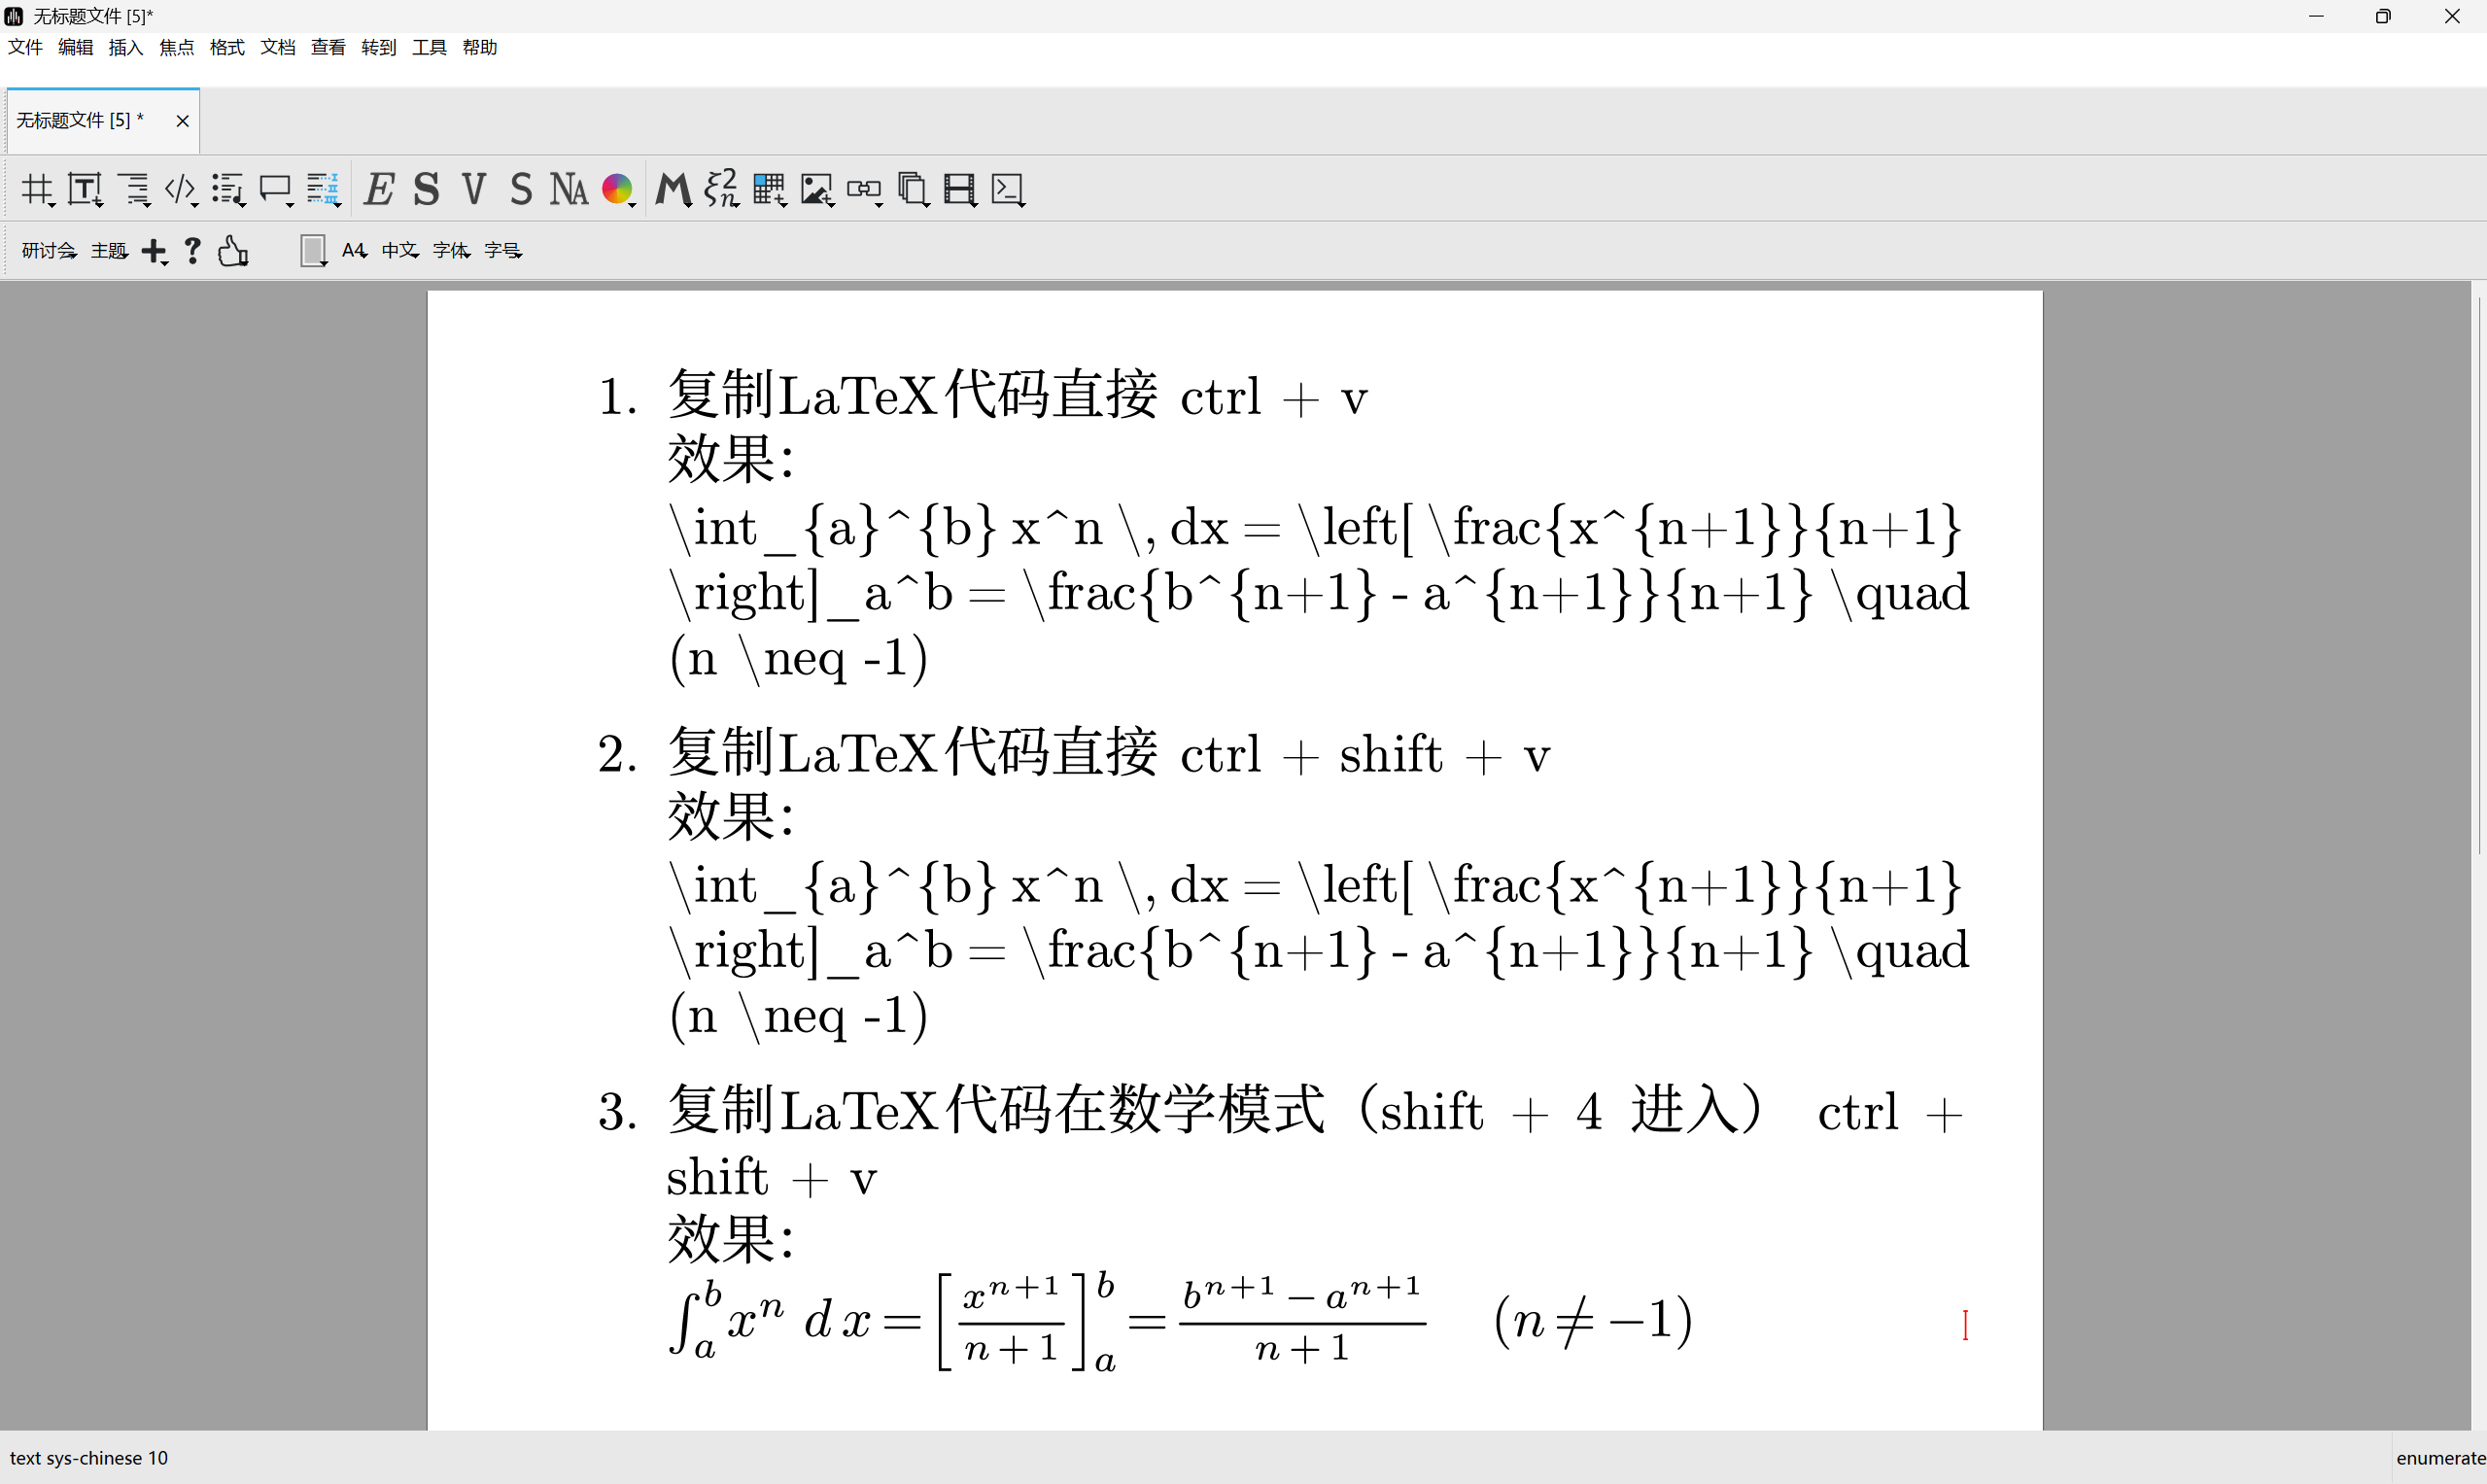 无标题文件 [5]*
文件 编辑 插入 焦点 格式 文档 查看 转到 工具 帮助
无标题文件 [5] *
研讨会 主题 A4 中文 字体 字号
1. 复制LaTeX代码直接 ctrl + v
效果：
\int_{a}^{b} x^n \, dx = \left[ \frac{x^{n+1}}{n+1}
\right]_a^b = \frac{b^{n+1} - a^{n+1}}{n+1} \quad
(n \neq -1)
2. 复制LaTeX代码直接 ctrl + shift + v
效果：
\int_{a}^{b} x^n \, dx = \left[ \frac{x^{n+1}}{n+1}
\right]_a^b = \frac{b^{n+1} - a^{n+1}}{n+1} \quad
(n \neq -1)
3. 复制LaTeX代码在数学模式（shift + 4 进入） ctrl +
shift + v
效果：
∫_a^b x^n dx = [x^{n+1}/(n+1)]_a^b = (b^{n+1} − a^{n+1})/(n+1) (n ≠ −1)
text sys-chinese 10 enumerate